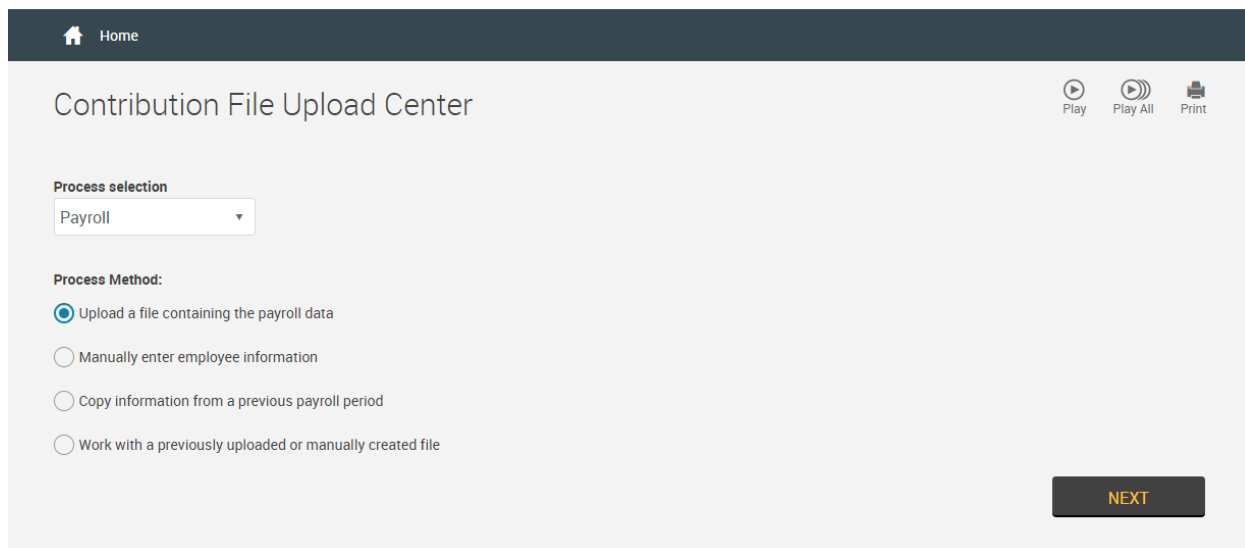 Home
Contribution File Upload Center
Play
Play All
Print
Process selection
Payroll
Process Method:
Upload a file containing the payroll data
Manually enter employee information
Copy information from a previous payroll period
Work with a previously uploaded or manually created file
NEXT